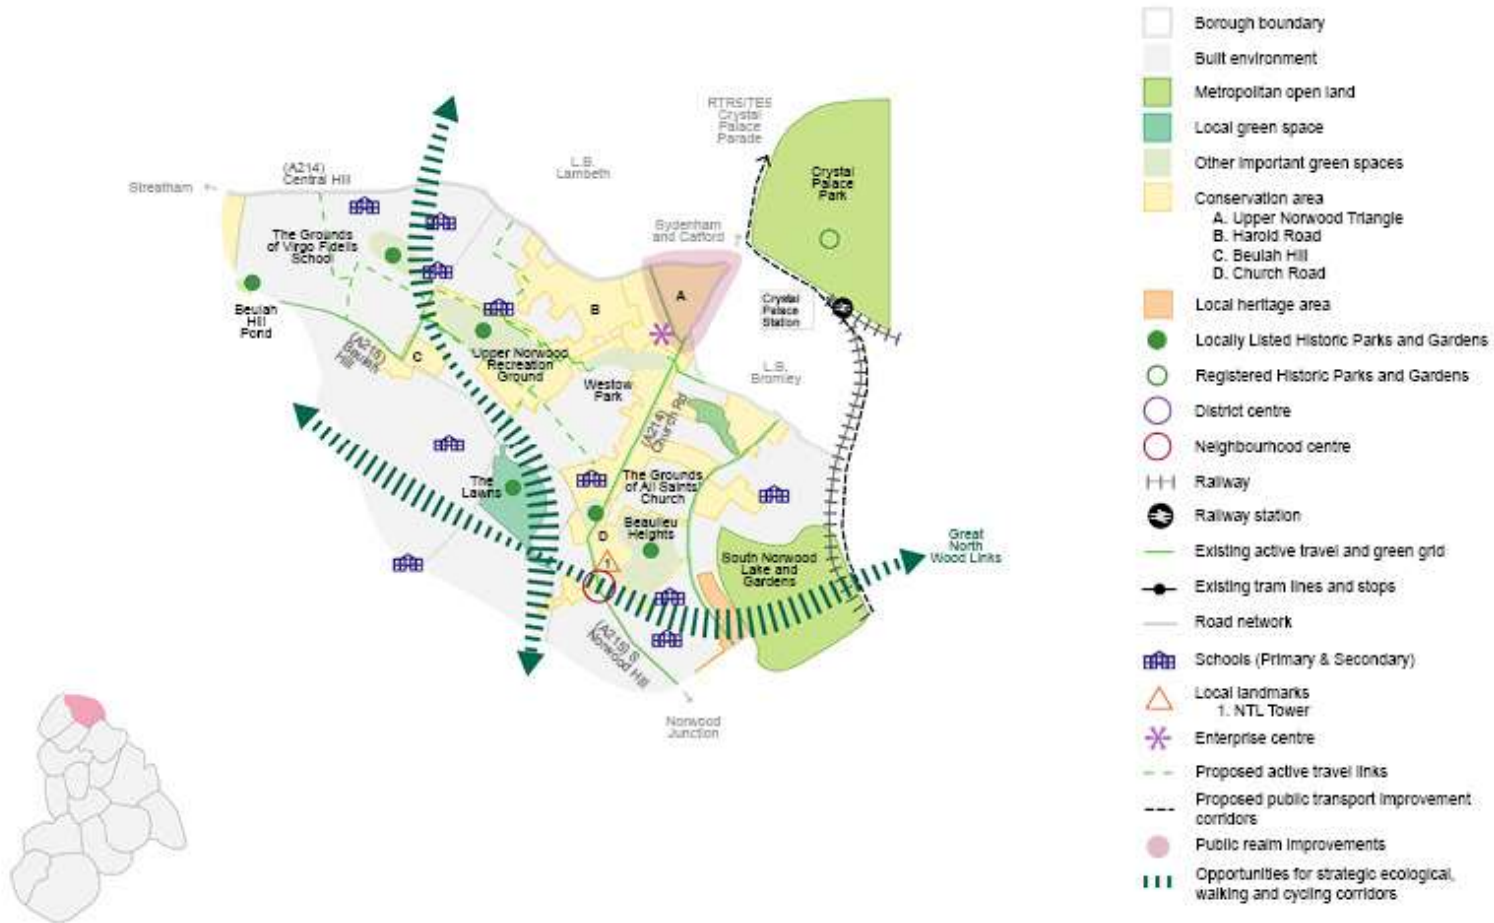 RTRS/TES
Crystal
Palace
Parade
L.B.
Lambeth
(A214)
Central Hill
Streatham
Crystal
Palace
Park
Sydenham
and Catford
The Grounds
of Virgo Fidelis
School
A
B
Crystal
Palace
Station
Beulah
Hill
Pond
(A215)
Beulah
Hill
C
Upper Norwood
Recreation
Ground
Westow
Park
L.B.
Bromley
(A214)
Church Rd
The
Lawns
The Grounds
of All Saints'
Church
Beaulieu
Heights
D
1
South Norwood
Lake and
Gardens
Great
North
Wood Links
(A215) S
Norwood Hill
Norwood
Junction
Borough boundary
Built environment
Metropolitan open land
Local green space
Other important green spaces
Conservation area
A. Upper Norwood Triangle
B. Harold Road
C. Beulah Hill
D. Church Road
Local heritage area
Locally Listed Historic Parks and Gardens
Registered Historic Parks and Gardens
District centre
Neighbourhood centre
Railway
Railway station
Existing active travel and green grid
Existing tram lines and stops
Road network
Schools (Primary & Secondary)
Local landmarks
1. NTL Tower
Enterprise centre
Proposed active travel links
Proposed public transport improvement
corridors
Public realm improvements
Opportunities for strategic ecological,
walking and cycling corridors